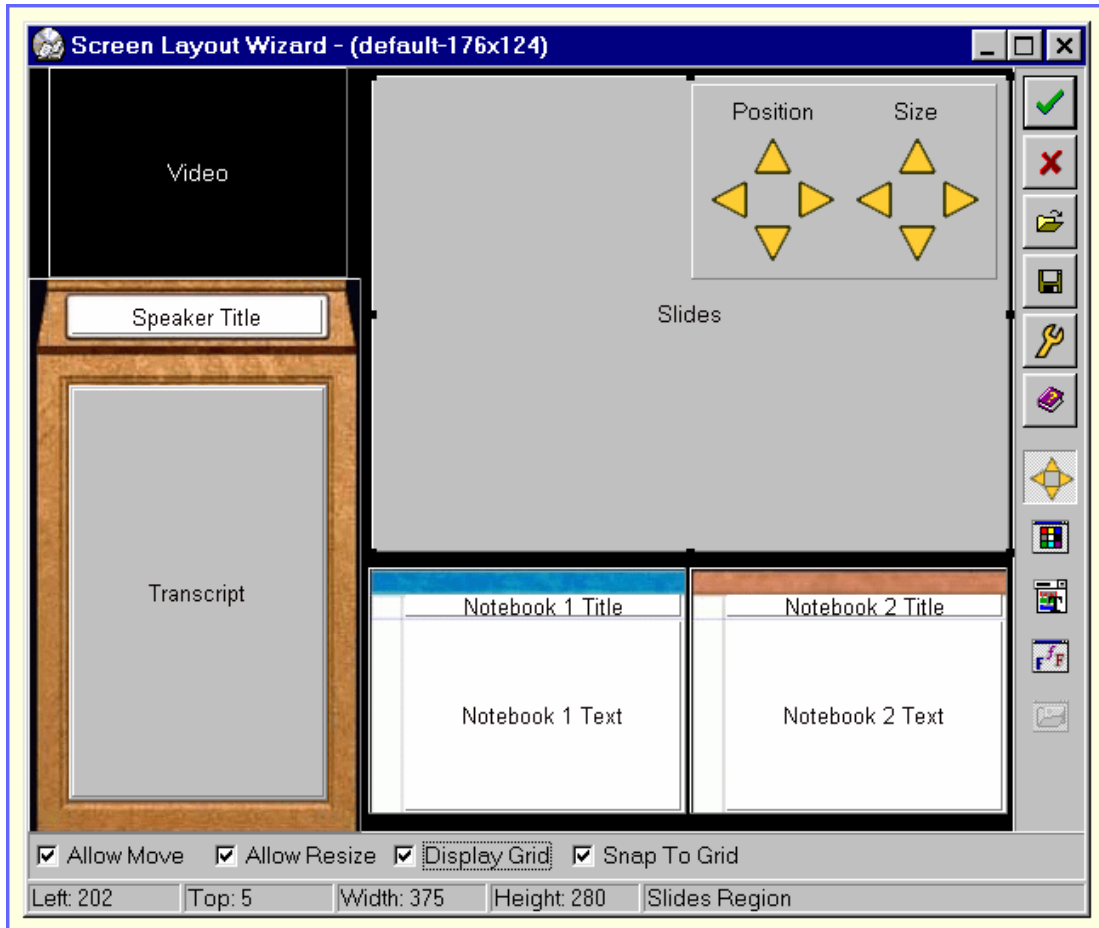 Screen Layout Wizard - (default-176x124)
Video
Position Size
Slides
Speaker Title
Transcript
Notebook 1 Title
Notebook 2 Title
Notebook 1 Text
Notebook 2 Text
Allow Move Allow Resize Display Grid Snap To Grid
Left: 202 Top: 5 Width: 375 Height: 280 Slides Region